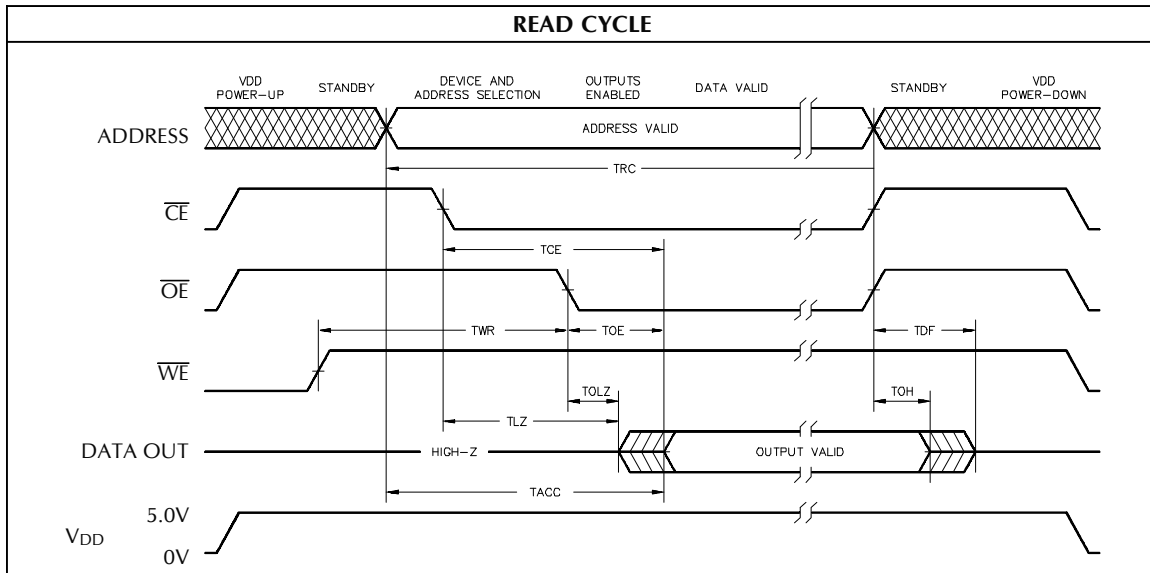 READ CYCLE
VDD POWER-UP
STANDBY
DEVICE AND ADDRESS SELECTION
OUTPUTS ENABLED
DATA VALID
STANDBY
VDD POWER-DOWN
ADDRESS
ADDRESS VALID
TRC
CE
TCE
OE
TWR
TOE
TDF
WE
TOLZ
TOH
TLZ
DATA OUT
HIGH-Z
OUTPUT VALID
TACC
5.0V
VDD
0V